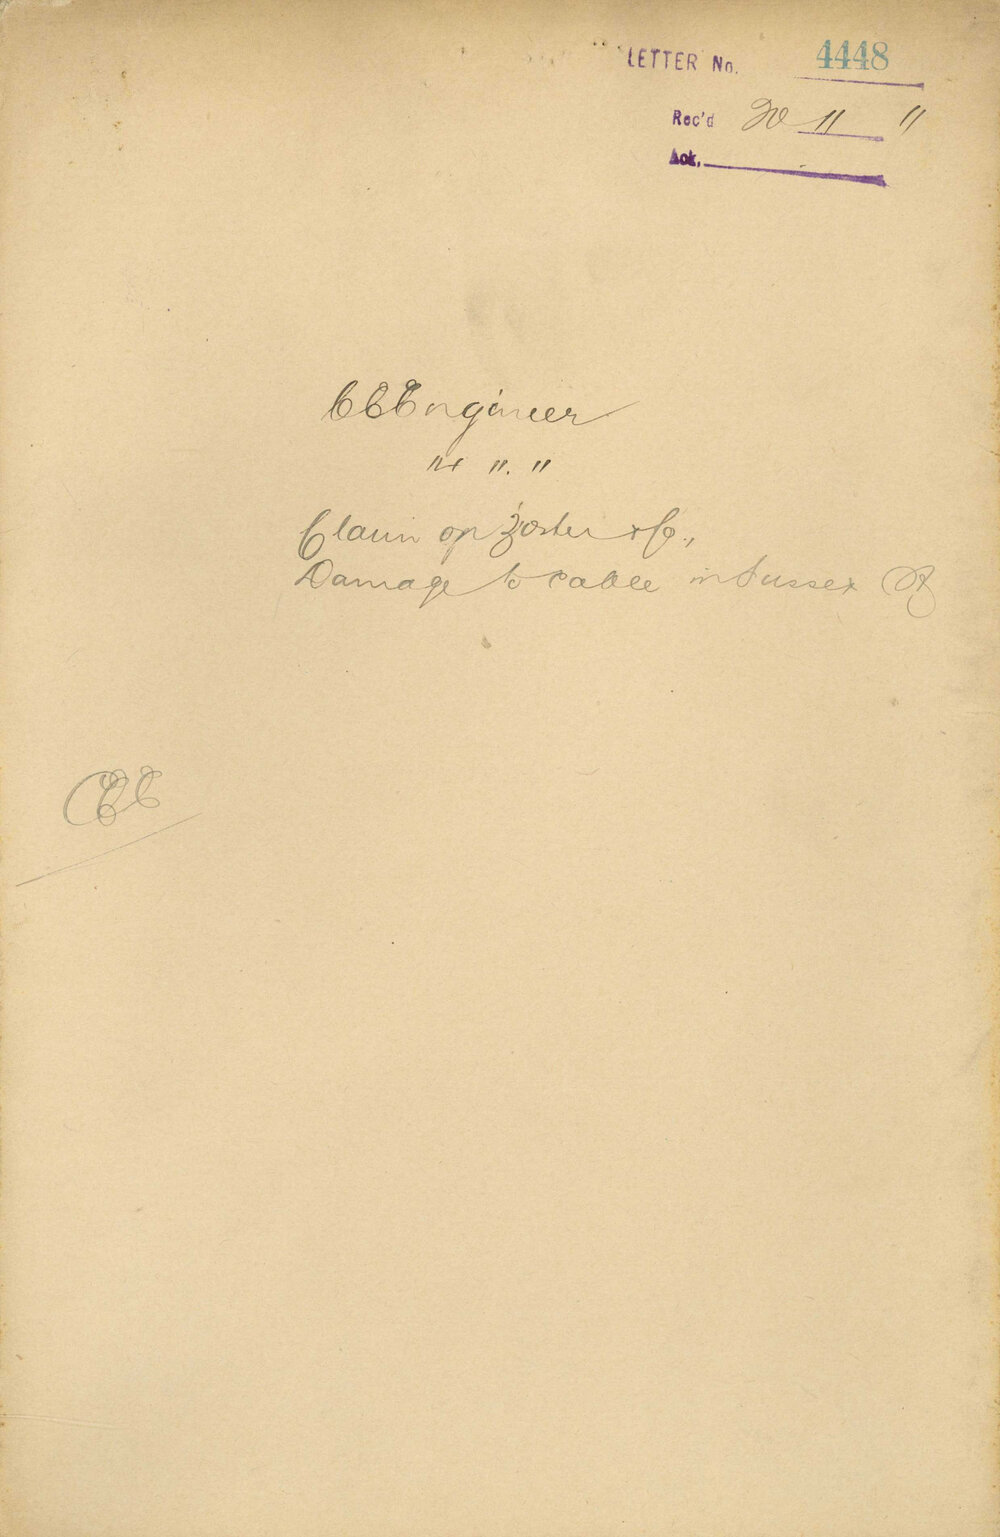 LETTER No. 4448
Rec'd 20 11 11
Ack.
C E Engineer
14 11. 11
Claim on Foster & Co.,
Damage to cable in Sussex St